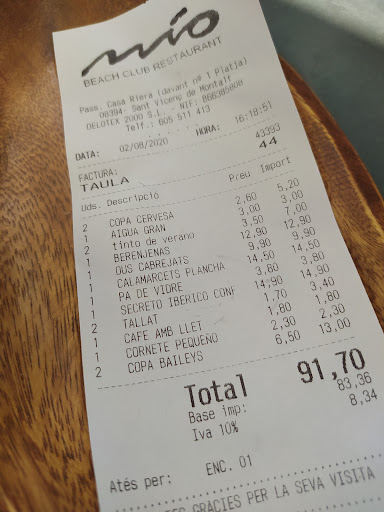 mío
BEACH CLUB RESTAURANT
Pass. Casa Riera (davant nº 1 Platja)
08394- Sant Vicenç de Montalt
DELOTEX 2000 S.L. - NIF:
Telf.: 605 511 413
DATA: 02/08/2020 HORA: 16:18:51
FACTURA: 43393
TAULA 44
Uds. Descripció Preu Import
2 COPA CERVESA 2,60 5,20
1 AIGUA GRAN 3,00 3,00
2 tinto de verano 3,50 7,00
1 BERENJENAS 12,90 12,90
1 OUS CABREJATS 9,90 9,90
1 CALAMARCETS PLANCHA 14,50 14,50
1 PA DE VIDRE 3,80 3,80
1 SECRETO IBERICO CONF 14,90 14,90
2 TALLAT 1,70 3,40
1 CAFE AMB LLET 1,80 1,80
1 CORNETE PEQUEÑO 2,30 2,30
2 COPA BAILEYS 6,50 13,00
Total 91,70
Base imp: 83,36
Iva 10% 8,34
Atés per: ENC. 01
GRÀCIES PER LA SEVA VISITA